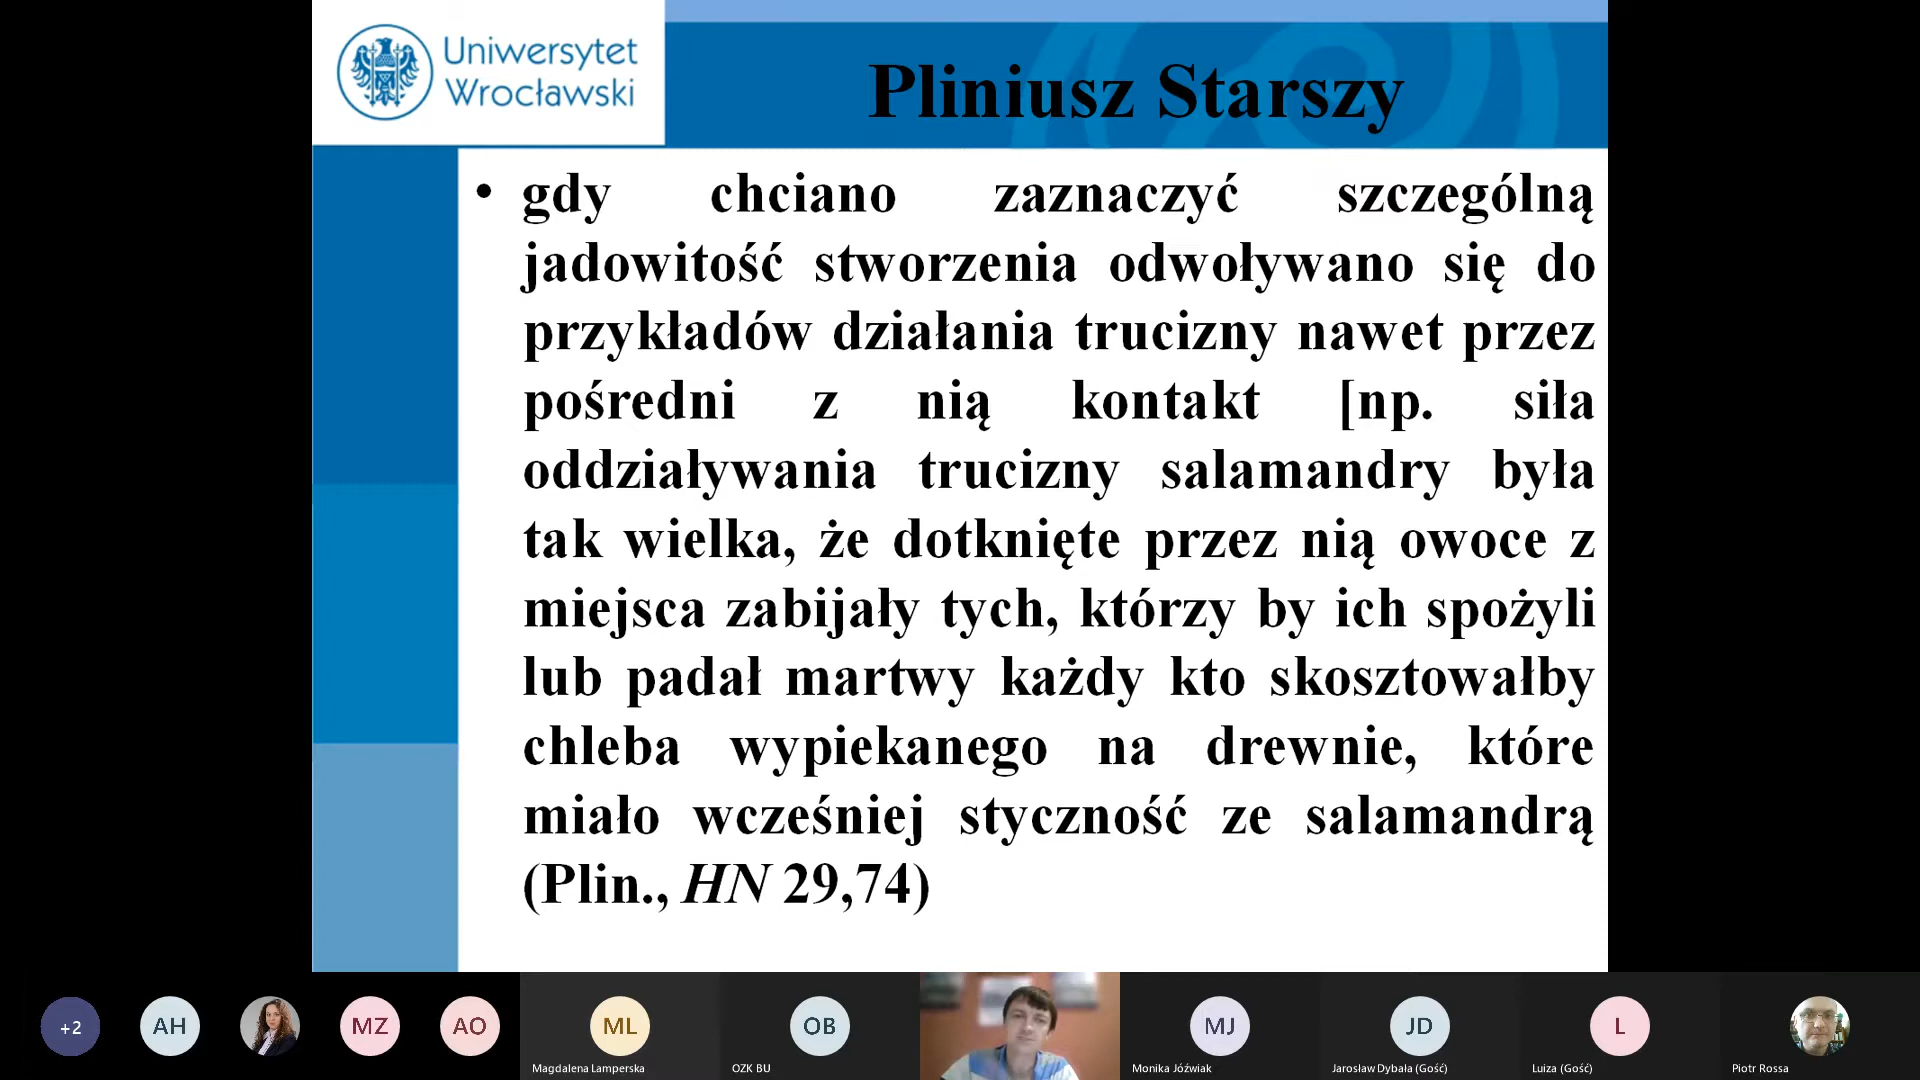 Uniwersytet
Wrocławski
Pliniusz Starszy
• gdy chciano zaznaczyć szczególną
jadowitość stworzenia odwoływano się do
przykładów działania trucizny nawet przez
pośredni z nią kontakt [np. siła
oddziaływania trucizny salamandry była
tak wielka, że dotknięte przez nią owoce z
miejsca zabijały tych, którzy by ich spożyli
lub padał martwy każdy kto skosztowałby
chleba wypiekanego na drewnie, które
miało wcześniej styczność ze salamandrą
(Plin., HN 29,74)
+2
AH
MZ
AO
ML
OB
MJ
JD
L
Magdalena Lamperska
OZK BU
Monika Jóźwiak
Jarosław Dybała (Gość)
Luiza (Gość)
Piotr Rossa